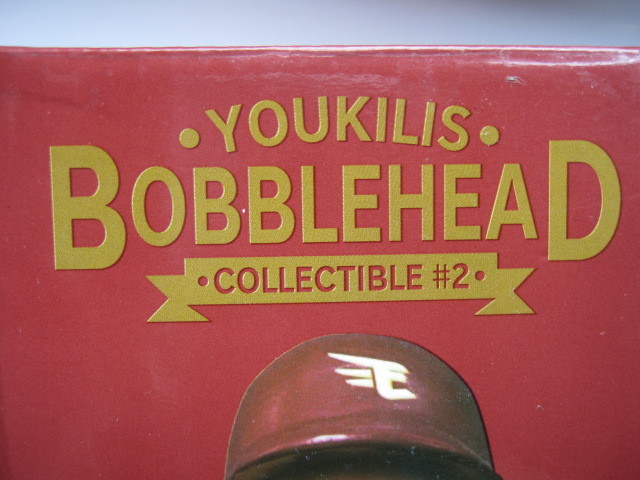 • YOUKILIS •
BOBBLEHEAD
• COLLECTIBLE #2 •